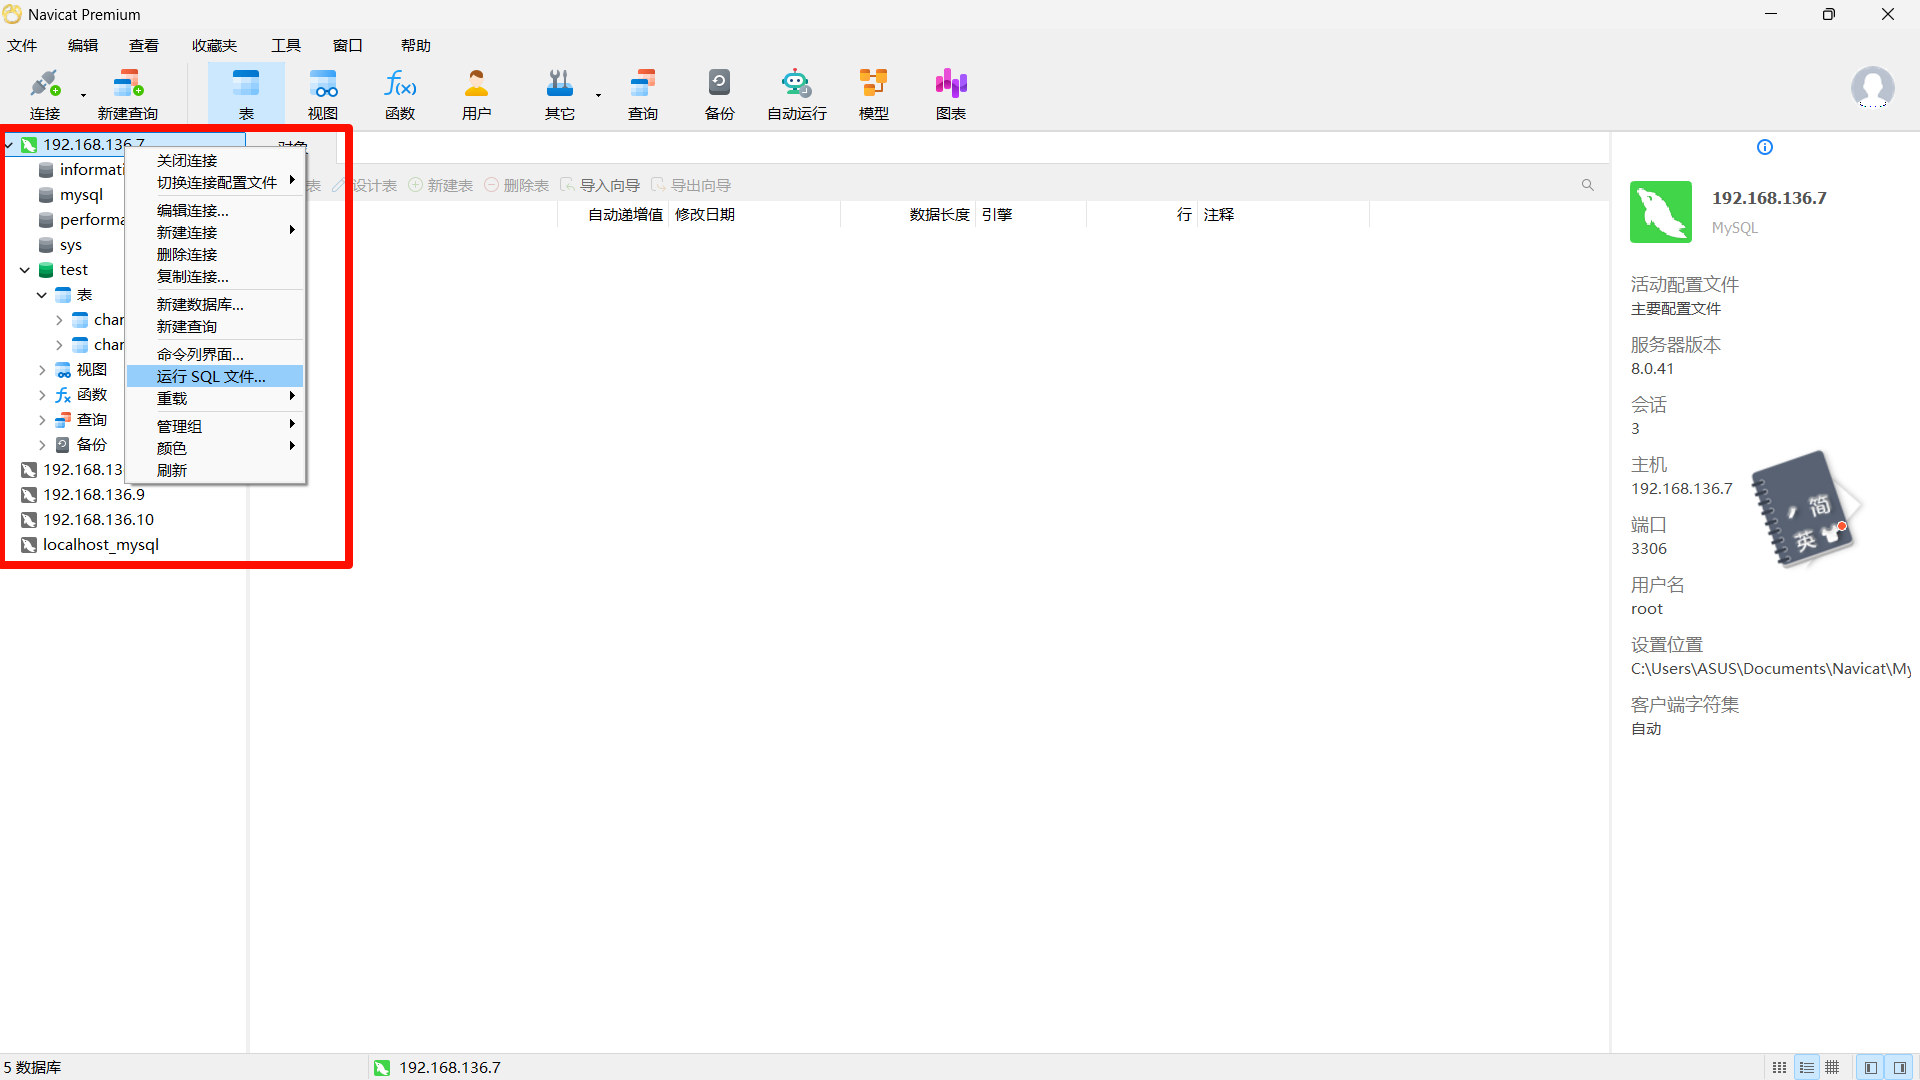 Navicat Premium
文件 编辑 查看 收藏夹 工具 窗口 帮助
连接 新建查询 表 视图 函数 用户 其它 查询 备份 自动运行 模型 图表
192.168.136.7
informati
mysql
performa
sys
test
表
char
char
视图
函数
查询
备份
192.168.13
192.168.136.9
192.168.136.10
localhost_mysql
关闭连接
切换连接配置文件
编辑连接...
新建连接
删除连接
复制连接...
新建数据库...
新建查询
命令列界面...
运行 SQL 文件...
重载
管理组
颜色
刷新
对象
表 设计表 新建表 删除表 导入向导 导出向导
自动递增值 修改日期 数据长度 引擎 行 注释
192.168.136.7
MySQL
活动配置文件
主要配置文件
服务器版本
8.0.41
会话
3
主机
192.168.136.7
端口
3306
用户名
root
设置位置
C:\Users\ASUS\Documents\Navicat\My
客户端字符集
自动
简
英
5 数据库 192.168.136.7